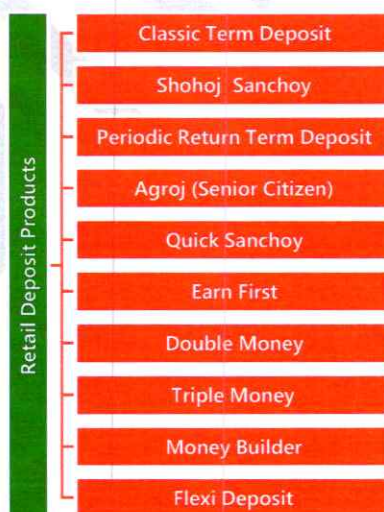 Retail Deposit Products
Classic Term Deposit
Shohoj Sanchoy
Periodic Return Term Deposit
Agroj (Senior Citizen)
Quick Sanchoy
Earn First
Double Money
Triple Money
Money Builder
Flexi Deposit